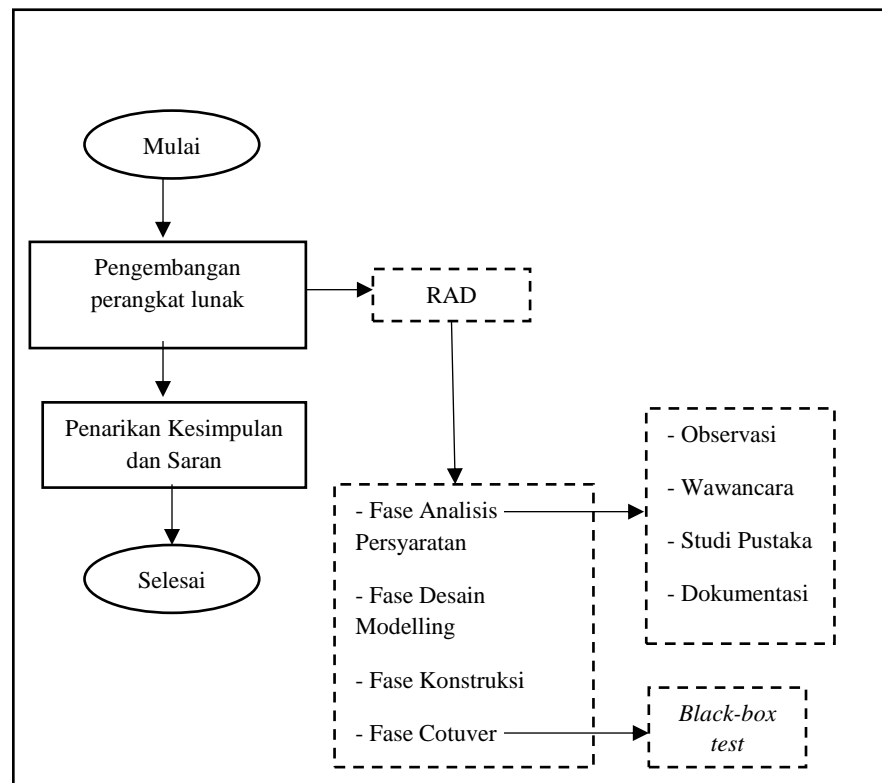 Mulai
Pengembangan
perangkat lunak
RAD
Penarikan Kesimpulan
dan Saran
Selesai
- Fase Analisis
Persyaratan
- Fase Desain
Modelling
- Fase Konstruksi
- Fase Cotuver
- Observasi
- Wawancara
- Studi Pustaka
- Dokumentasi
Black-box
test